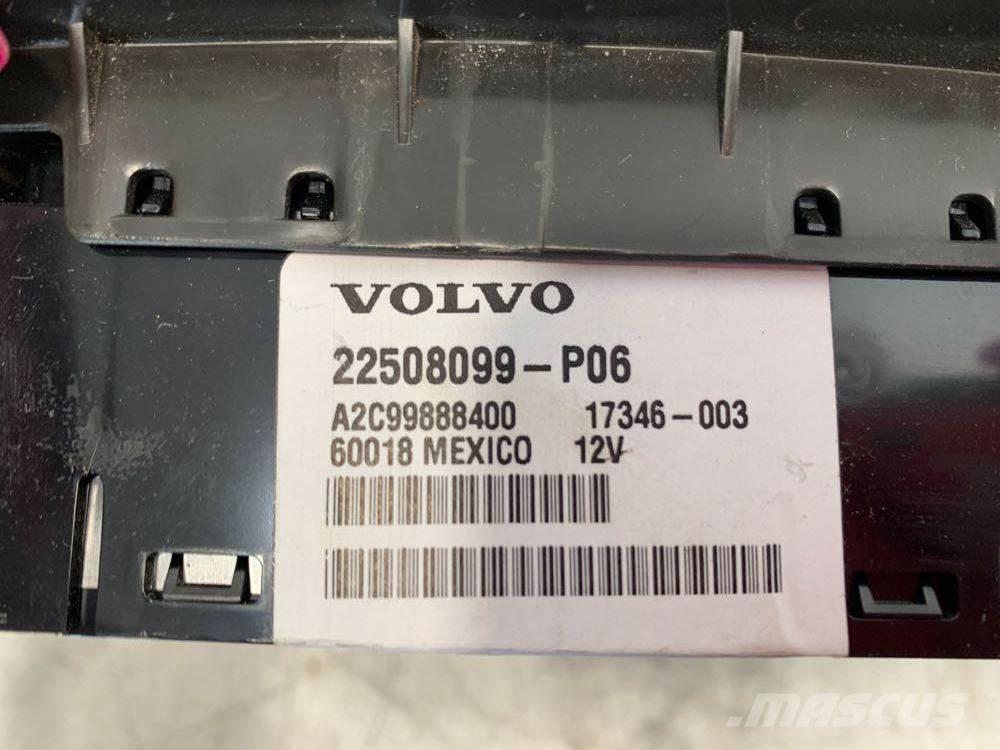 VOLVO
22508099-P06
A2C99888400 17346-003
60018 MEXICO 12V
MASCUS